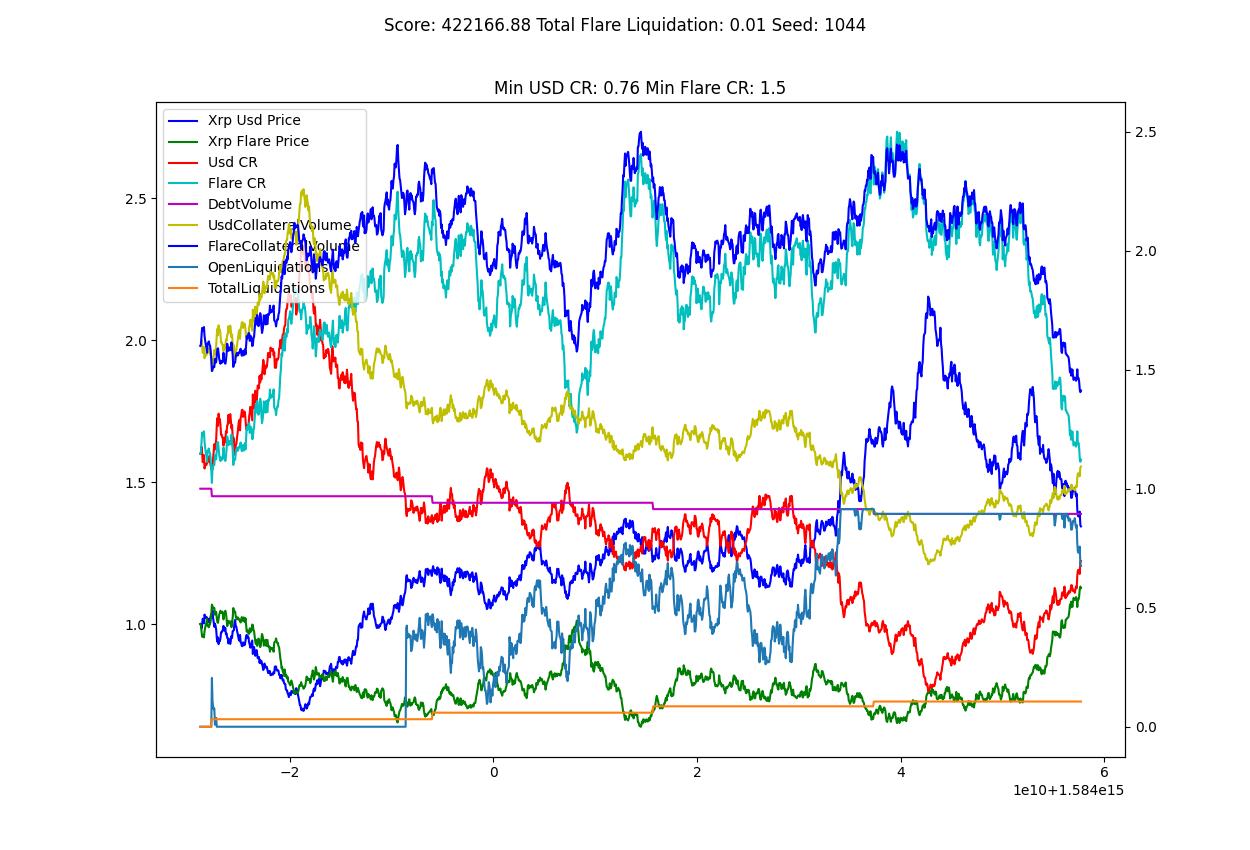 Score: 422166.88 Total Flare Liquidation: 0.01 Seed: 1044
Min USD CR: 0.76 Min Flare CR: 1.5
Xrp Usd Price
Xrp Flare Price
Usd CR
Flare CR
DebtVolume
UsdCollateralVolume
FlareCollateralVolume
OpenLiquidations
TotalLiquidations
2.5
2.0
1.5
1.0
2.5
2.0
1.5
1.0
0.5
0.0
−2
0
2
4
6
1e10+1.584e15